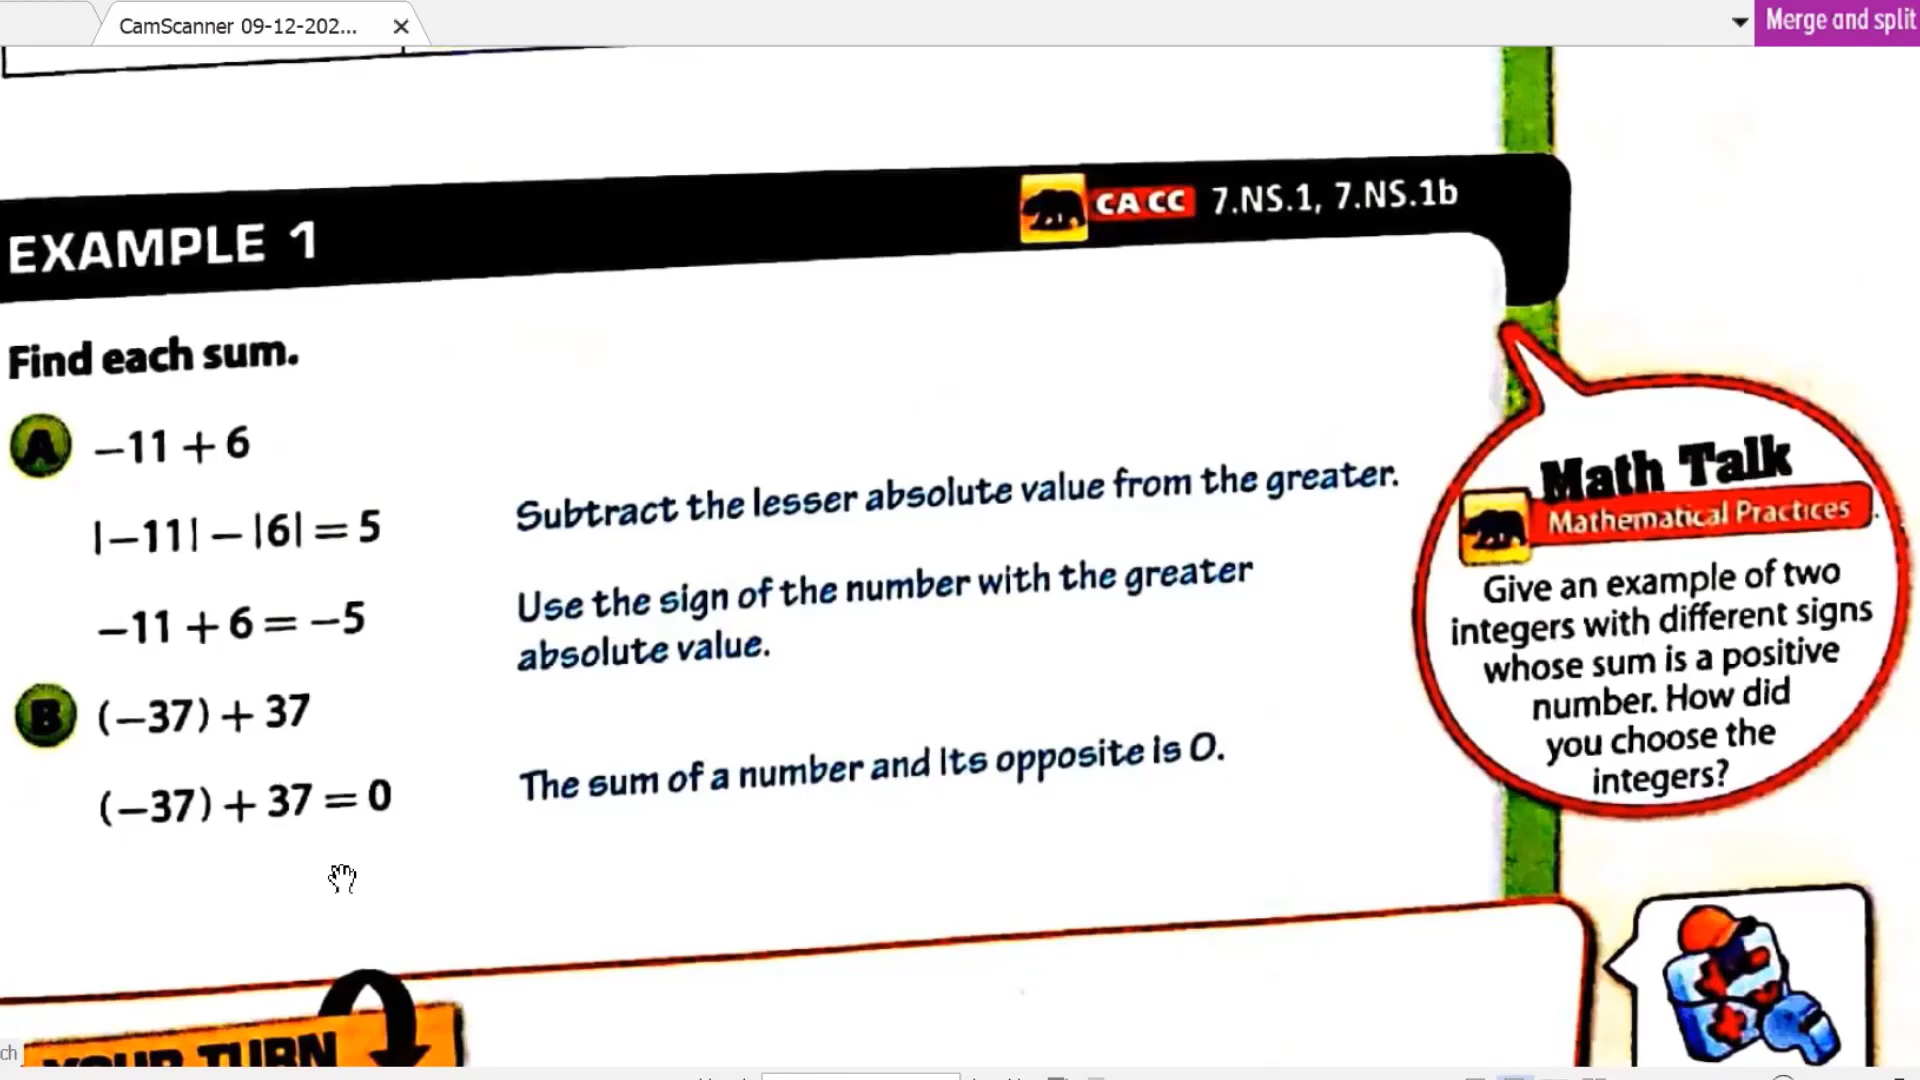 CamScanner 09-12-202...
Merge and split
CA CC 7.NS.1, 7.NS.1b
EXAMPLE 1
Find each sum.
A −11 + 6
|−11| − |6| = 5 Subtract the lesser absolute value from the greater.
−11 + 6 = −5 Use the sign of the number with the greater
absolute value.
B (−37) + 37
(−37) + 37 = 0 The sum of a number and its opposite is 0.
Math Talk
Mathematical Practices
Give an example of two
integers with different signs
whose sum is a positive
number. How did
you choose the
integers?
YOUR TURN
ch